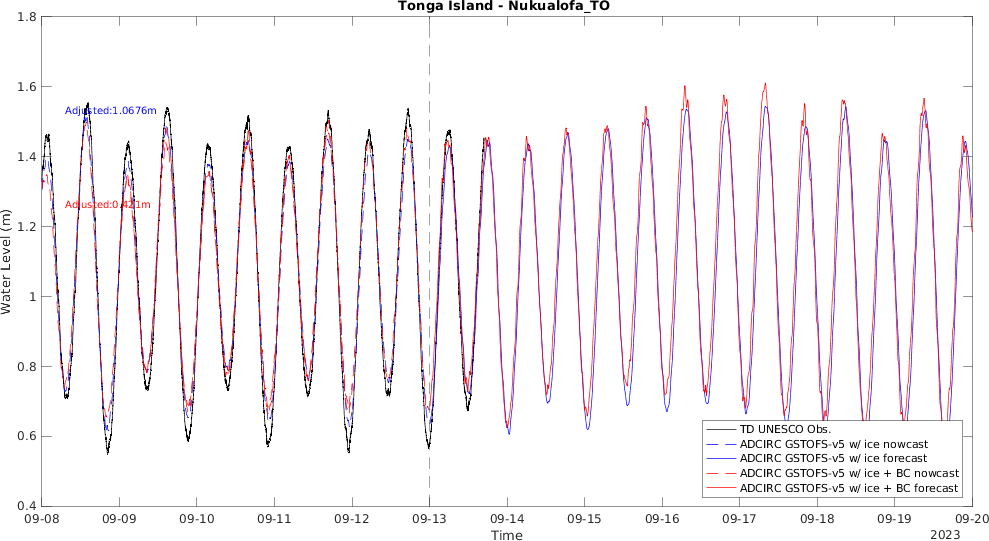 Tonga Island - Nukualofa_TO
1.8
1.6
1.4
1.2
1
0.8
0.6
0.4
Water Level (m)
Adjusted:1.0676m
Adjusted:0.421m
TD UNESCO Obs.
ADCIRC GSTOFS-v5 w/ ice nowcast
ADCIRC GSTOFS-v5 w/ ice forecast
ADCIRC GSTOFS-v5 w/ ice + BC nowcast
ADCIRC GSTOFS-v5 w/ ice + BC forecast
09-08 09-09 09-10 09-11 09-12 09-13 09-14 09-15 09-16 09-17 09-18 09-19 09-20
Time
2023